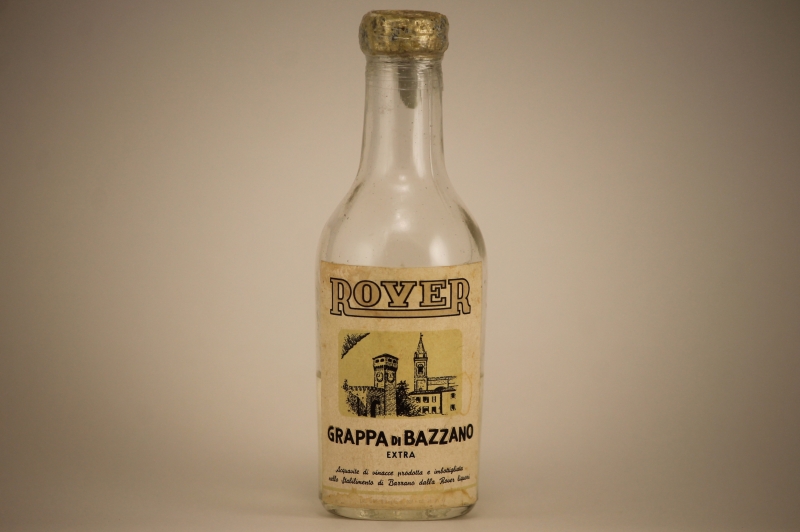 ROVER
GRAPPA DI BAZZANO
EXTRA
Acquavite di vinacce prodotta e imbottigliata
nello Stabilimento di Bazzano dalla Rover liquori